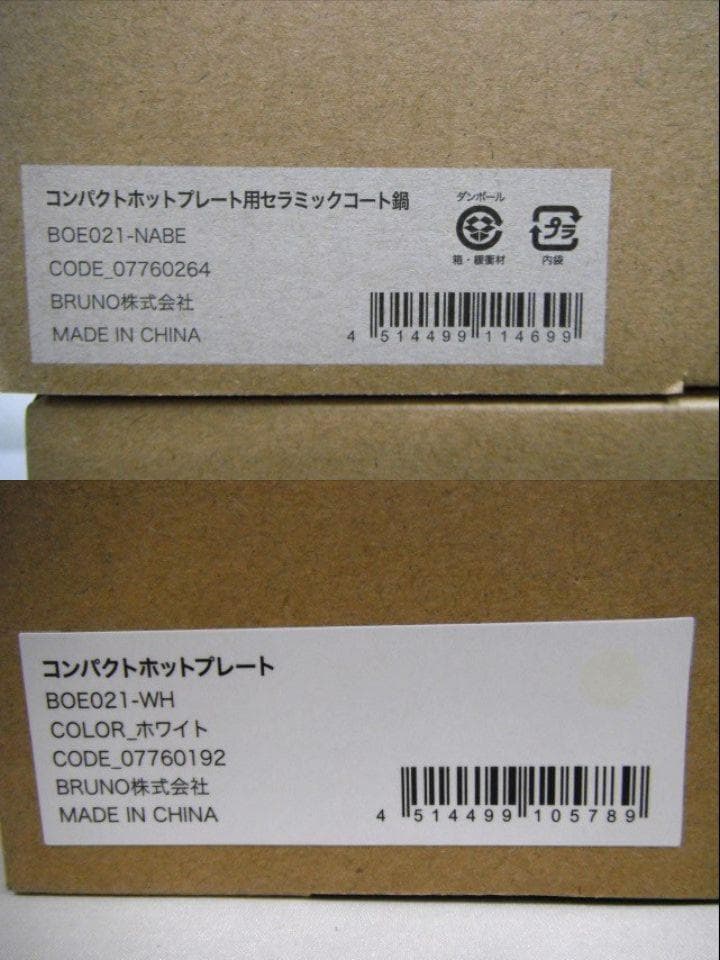 コンパクトホットプレート用セラミックコート鍋
BOE021-NABE
CODE_07760264
BRUNO株式会社
MADE IN CHINA
ダンボール
箱・緩衝材
プラ
内袋
4 514499 114699
コンパクトホットプレート
BOE021-WH
COLOR_ホワイト
CODE_07760192
BRUNO株式会社
MADE IN CHINA
4 514499 105789